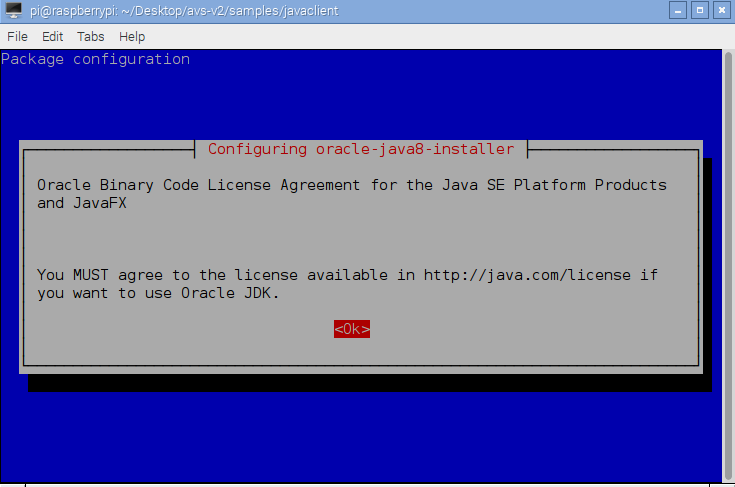 pi@raspberrypi: ~/Desktop/avs-v2/samples/javaclient
File Edit Tabs Help
Package configuration
Configuring oracle-java8-installer
Oracle Binary Code License Agreement for the Java SE Platform Products
and JavaFX
You MUST agree to the license available in http://java.com/license if
you want to use Oracle JDK.
<Ok>